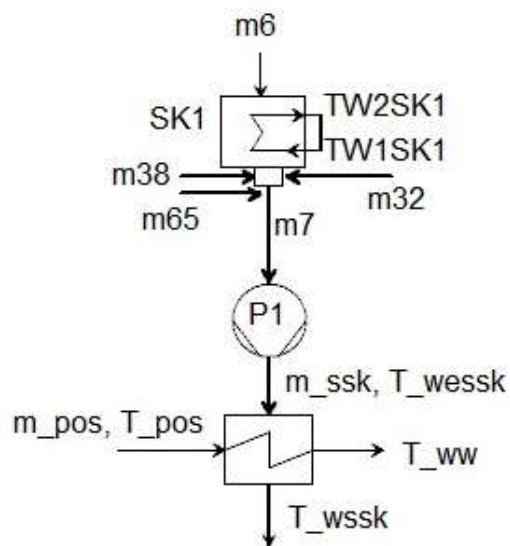 m6
SK1
TW2SK1
TW1SK1
m38
m32
m65
m7
P1
m_ssk, T_wessk
m_pos, T_pos
T_ww
T_wssk